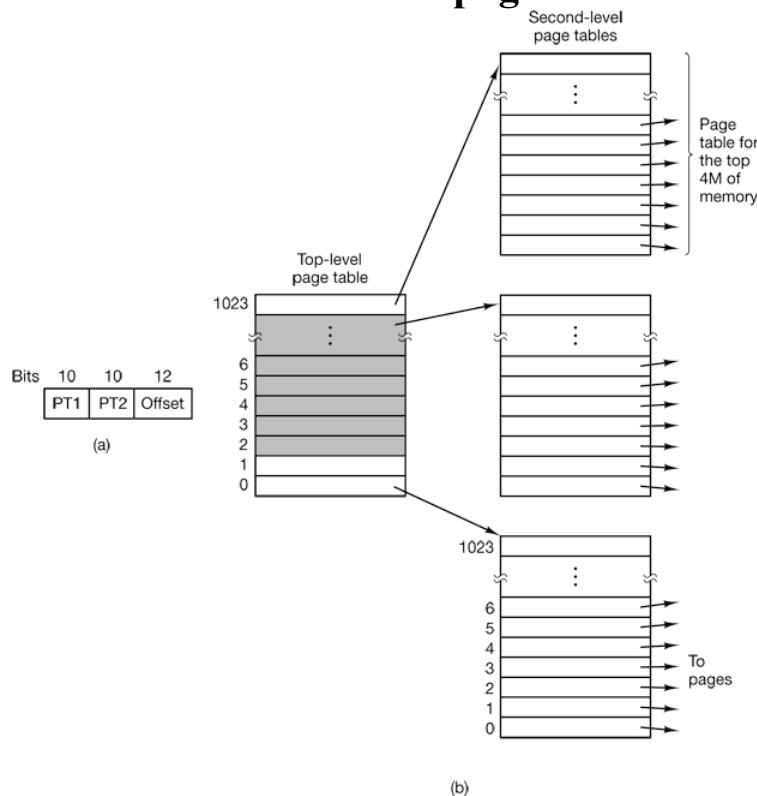 Second-level
page tables
Page
table for
the top
4M of
memory
Top-level
page table
1023
6
5
4
3
2
1
0
Bits 10 10 12
PT1 PT2 Offset
(a)
1023
6
5
4
3
2
1
0
To
pages
(b)